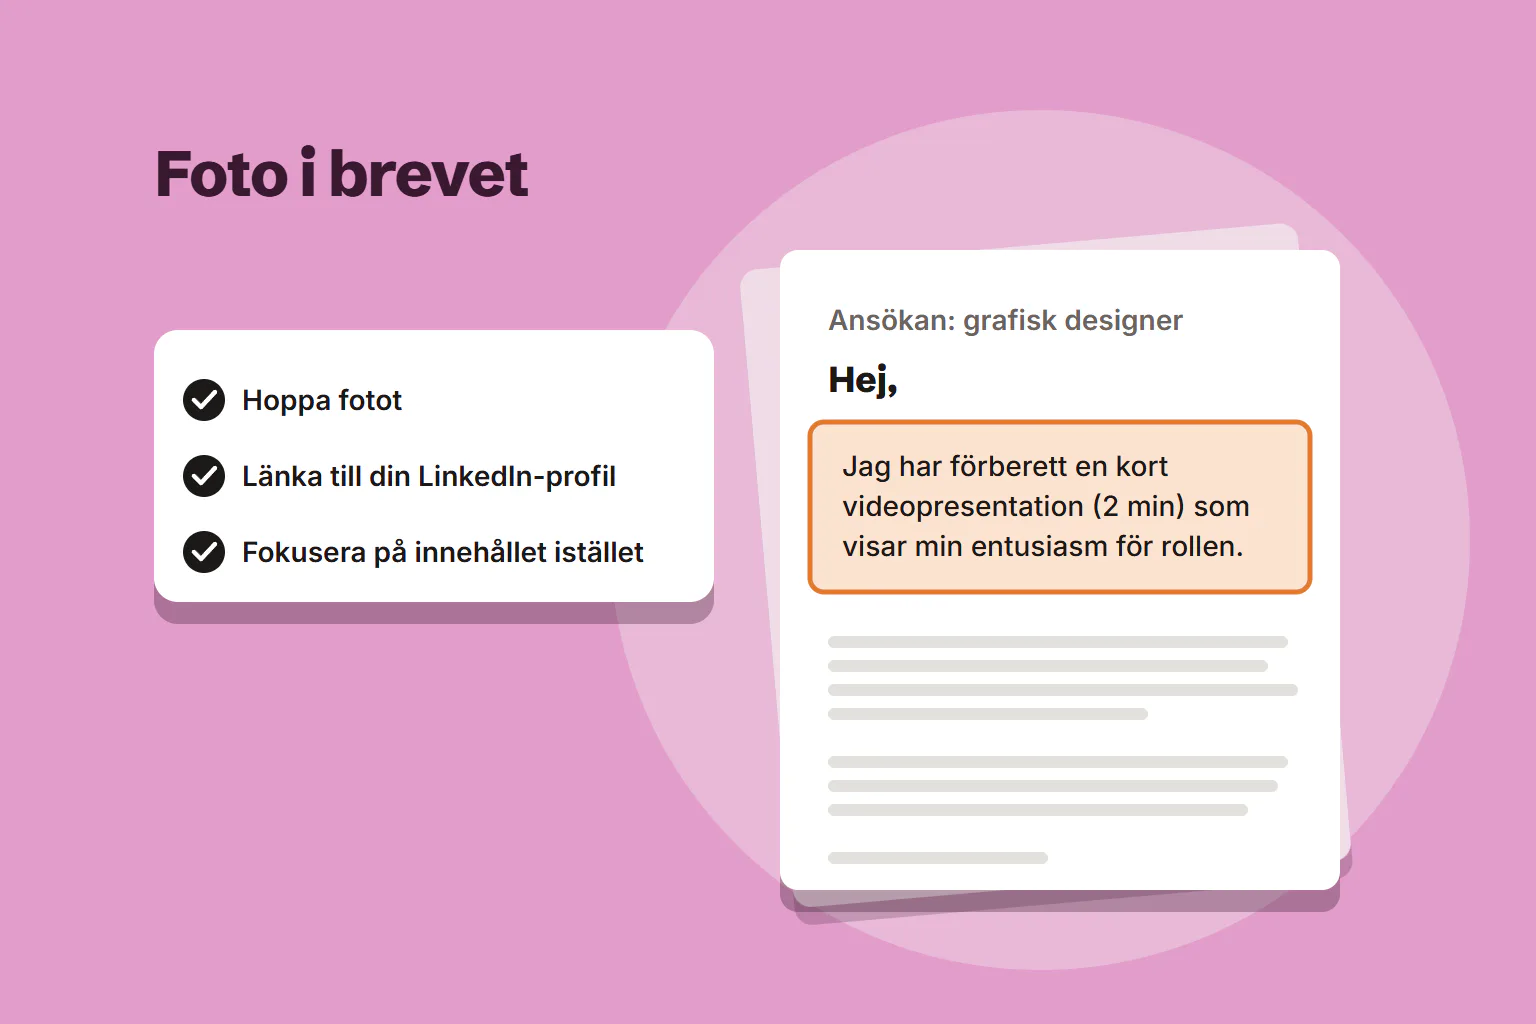 Foto i brevet
Hoppa fotot
Länka till din LinkedIn-profil
Fokusera på innehållet istället
Ansökan: grafisk designer
Hej,
Jag har förberett en kort
videopresentation (2 min) som
visar min entusiasm för rollen.